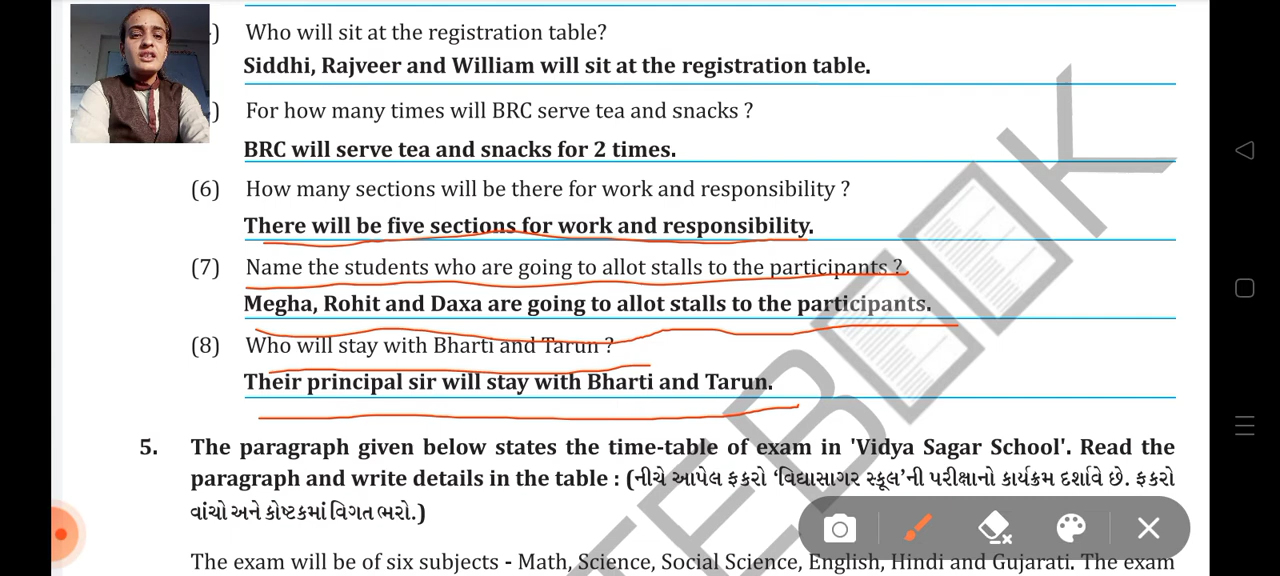 ) Who will sit at the registration table?
Siddhi, Rajveer and William will sit at the registration table.
) For how many times will BRC serve tea and snacks ?
BRC will serve tea and snacks for 2 times.
(6) How many sections will be there for work and responsibility ?
There will be five sections for work and responsibility.
(7) Name the students who are going to allot stalls to the participants ?
Megha, Rohit and Daxa are going to allot stalls to the participants.
(8) Who will stay with Bharti and Tarun ?
Their principal sir will stay with Bharti and Tarun.
5. The paragraph given below states the time-table of exam in 'Vidya Sagar School'. Read the
paragraph and write details in the table : (નીચે આપેલ ફકરો ‘વિદ્યાસાગર સ્કૂલ’ની પરીક્ષાનો કાર્યક્રમ દર્શાવે છે. ફકરો
વાંચો અને કોષ્ટકમાં વિગત ભરો.)
The exam will be of six subjects - Math, Science, Social Science, English, Hindi and Gujarati. The exam